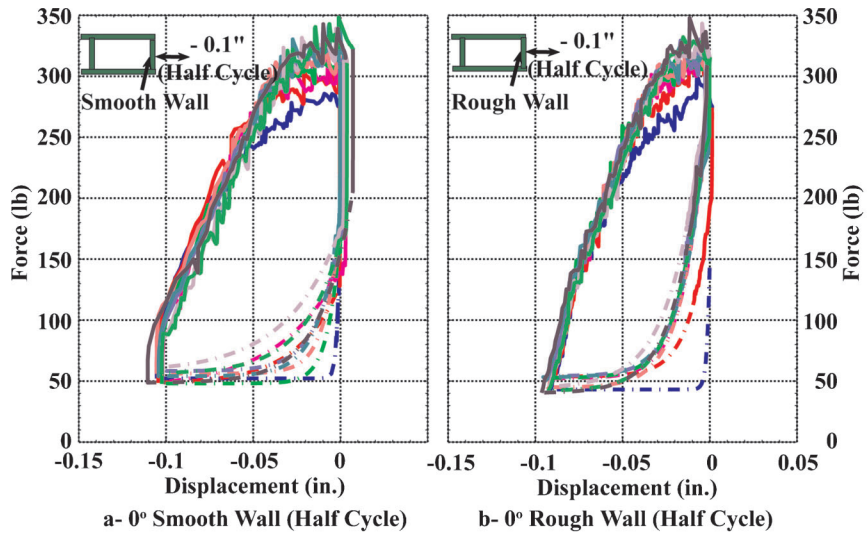 350
300
250
200
150
100
50
0
Force (lb)
- 0.1"
(Half Cycle)
Smooth Wall
-0.15
-0.1
-0.05
0
Displacement (in.)
a- 0º Smooth Wall (Half Cycle)
- 0.1"
(Half Cycle)
Rough Wall
-0.15
-0.1
-0.05
0
0.05
Displacement (in.)
b- 0º Rough Wall (Half Cycle)
350
300
250
200
150
100
50
0
Force (lb)